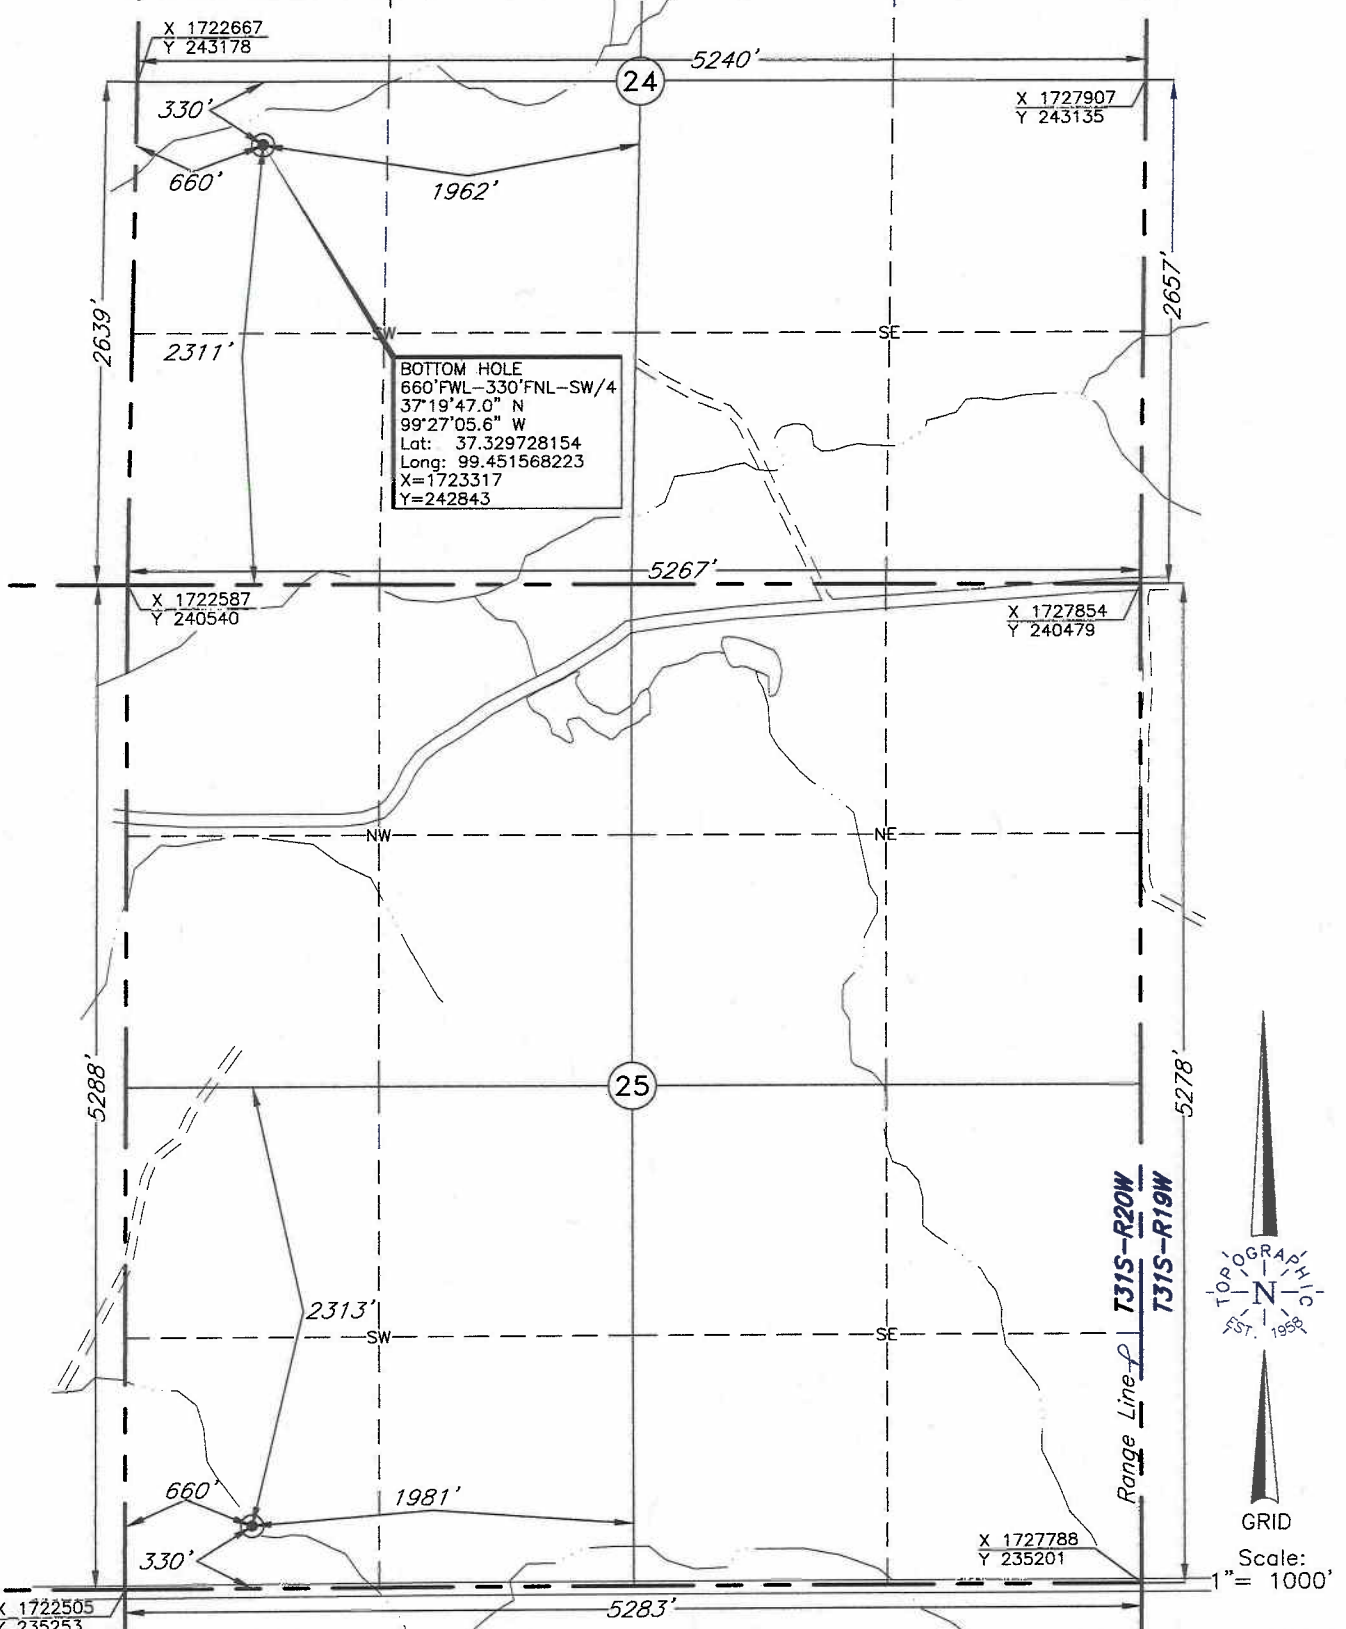 X 1722667
Y 243178
5240'
24
X 1727907
Y 243135
330'
660'
1962'
2639'
2657'
2311'
SW
SE
BOTTOM HOLE
660'FWL-330'FNL-SW/4
37°19'47.0" N
99°27'05.6" W
Lat: 37.329728154
Long: 99.451568223
X=1723317
Y=242843
5267'
X 1722587
Y 240540
X 1727854
Y 240479
NW
NE
5288'
25
5278'
T31S-R20W
T31S-R19W
Range Line
TOPOGRAPHIC
N
EST. 1958
2313'
SW
SE
660'
1981'
330'
GRID
Scale:
1"= 1000'
X 1727788
Y 235201
X 1722505
Y 235253
5283'